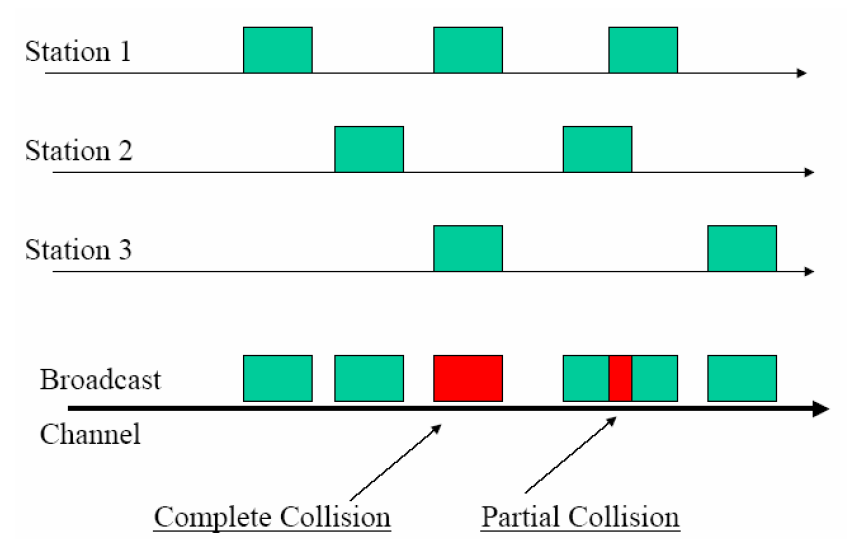 Station 1
Station 2
Station 3
Broadcast
Channel
Complete Collision
Partial Collision